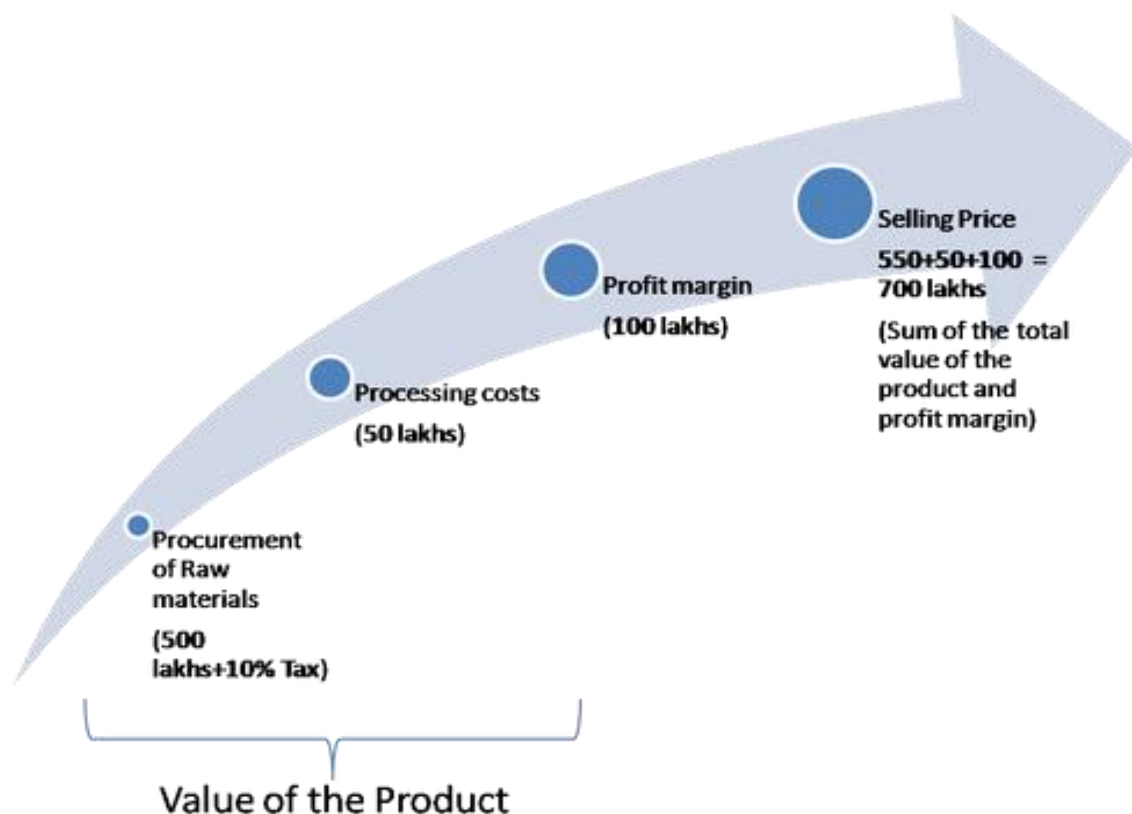 Selling Price
550+50+100 =
700 lakhs
(Sum of the total
value of the
product and
profit margin)
Profit margin
(100 lakhs)
Processing costs
(50 lakhs)
Procurement
of Raw
materials
(500
lakhs+10% Tax)
Value of the Product